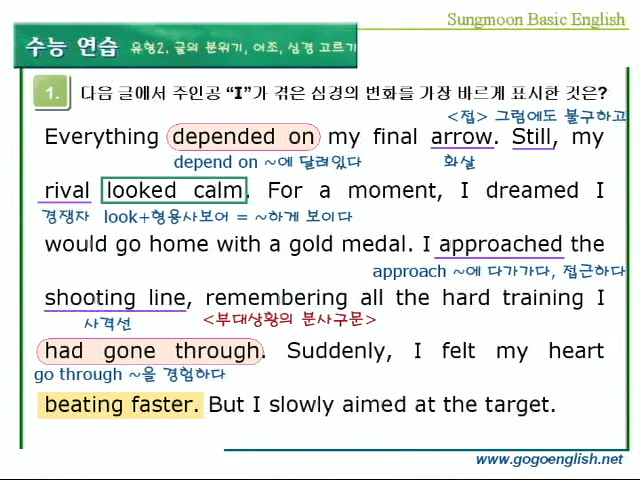 Sungmoon Basic English
수능 연습 유형2. 글의 분위기, 어조, 심경 고르기
1. 다음 글에서 주인공 “I”가 겪은 심경의 변화를 가장 바르게 표시한 것은?
<접> 그럼에도 불구하고
Everything depended on my final arrow. Still, my
depend on ~에 달려있다 화살
rival looked calm. For a moment, I dreamed I
경쟁자 look+형용사보어 = ~하게 보이다
would go home with a gold medal. I approached the
approach ~에 다가가다, 접근하다
shooting line, remembering all the hard training I
사격선 <부대상황의 분사구문>
had gone through. Suddenly, I felt my heart
go through ~을 경험하다
beating faster. But I slowly aimed at the target.
www.gogoenglish.net